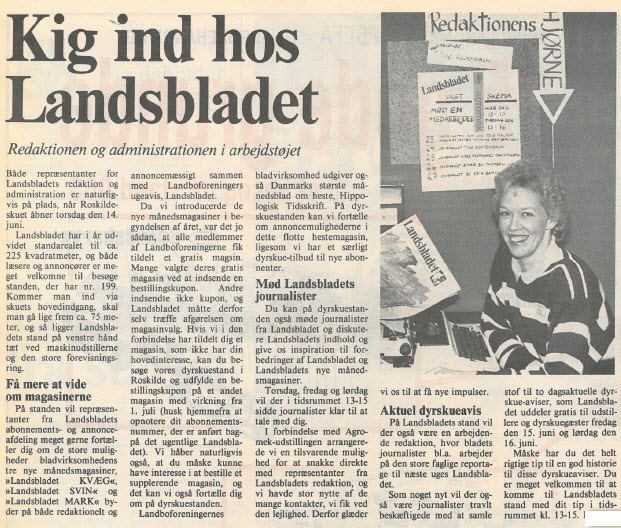 Kig ind hos
Landsbladet
Redaktionen og administrationen i arbejdstøjet
Både repræsentanter for
Landsbladets redaktion og
administration er naturlig-
vis på plads, når Roskilde-
skuet åbner torsdag den 14.
juni.
Landsbladet har i år ud-
videt standarealet til ca.
225 kvadratmeter, og både
læsere og annoncører er me-
get velkomne til besøge
standen, der har nr. 199.
Kommer man ind via
skuets hovedindgang, skal
man gå lige frem ca. 75 me-
ter, og så ligger Landsbla-
dets stand på venstre hånd
tæt ved maskinudstillerne
og den store forevisnings-
ring.
Få mere at vide
om magasinerne
På standen vil repræsen-
tanter fra Landsbladets
abonnements- og annonce-
afdeling meget gerne fortæl-
ler dig om de store mulig-
heder bladvirksomhedens
tre nye månedsmagasiner,
»Landsbladet KVÆG«,
»Landsbladet SVIN« og
»Landsbladet MARK« by-
der på både redaktionelt og
annoncemæssigt sammen
med Landboforeningers
ugeavis, Landsbladet.
Da vi introducerede de
nye månedsmagasiner i be-
gyndelsen af året, var det jo
sådan, at alle medlemmer
af Landboforeningerne fik
tildelt et gratis magsin.
Mange valgte deres gratis
magasin ved at indsende en
bestillingskupon. Andre
indsendte ikke kupon, og
Landsbladet måtte derfor
selv træffe afgørelsen om
magasinvalg. Hvis vi i den
forbindelse har tildelt dig et
magasin, som ikke har din
hovedinteresse, kan du be-
søge vores dyrskuestand i
Roskilde og udfylde en be-
stillingskupon på et andet
magasin med virkning fra
1. juli (husk hjemmefra at
opnotere dit abonnements-
nummer, der er anført bag-
på det ugentlige Landsbla-
det). Vi håber naturligvis
også, at du måske kunne
have interesse i at bestille et
supplerende magasin, og
det kan vi også fortælle dig
om på dyrskuestanden.
Landboforeningernes
bladvirksomhed udgiver og-
så Danmarks største måne-
sblad om heste, Hippo-
logisk Tidsskrift. På dyr-
skuestanden kan vi fortælle
om annoncemulighederne i
dette flotte hestemagasin,
ligesom vi har et særligt
dyrskue-tilbud til nye abon-
nenter.
Mød Landsbladets
journalister
Du kan på dyrskuestan-
den også møde journalister
fra Landsbladet og diskute-
re Landsbladets indhold og
give os inspiration til for-
bedringer af Landsbladet og
Landsbladets nye måned-
smagasiner.
Torsdag, fredag og lørdag
vil der i tidsrummet 13-15
sidde journalister klar til at
tale med dig.
I forbindelse med Agro-
nek-udstillingen arrangere
de vi en tilsvarende mulig-
hed for at snakke direkte
med repræsentanter fra
Landsbladets redaktion, og
vi havde stor nytte af de
mange kontakter, vi fik ved
den lejlighed. Derfor glæder
vi os til at få nye impulser.
Aktuel dyrskueavis
På Landsbladets stand vil
der også være en arbejden-
de redaktion, hvor bladets
journalister bl.a. arbejder
på den store faglige reporta-
ge til næste uges Landsbla-
det.
Som noget nyt vil der og-
så være journalister travlt
beskæftigede med at samle
stof til to dagsaktuelle dyr-
skue-aviser, som Landsbla-
det uddeler gratis til udstil-
lere og dyrskuegæster fredag
den 15. juni og lørdag den
16. juni.
Måske har du det helt
rigtige tip til en god historie
til disse dyrskueaviser. Du
er meget velkommen til at
komme til Landsbladets
stand med dit tip i tidsrum-
met kl. 13-15.
Redaktionens
HJØRNE
Landsbladet
VAGT
SKEMA
MØD EN
MEDARBEJDER
Landsbladet